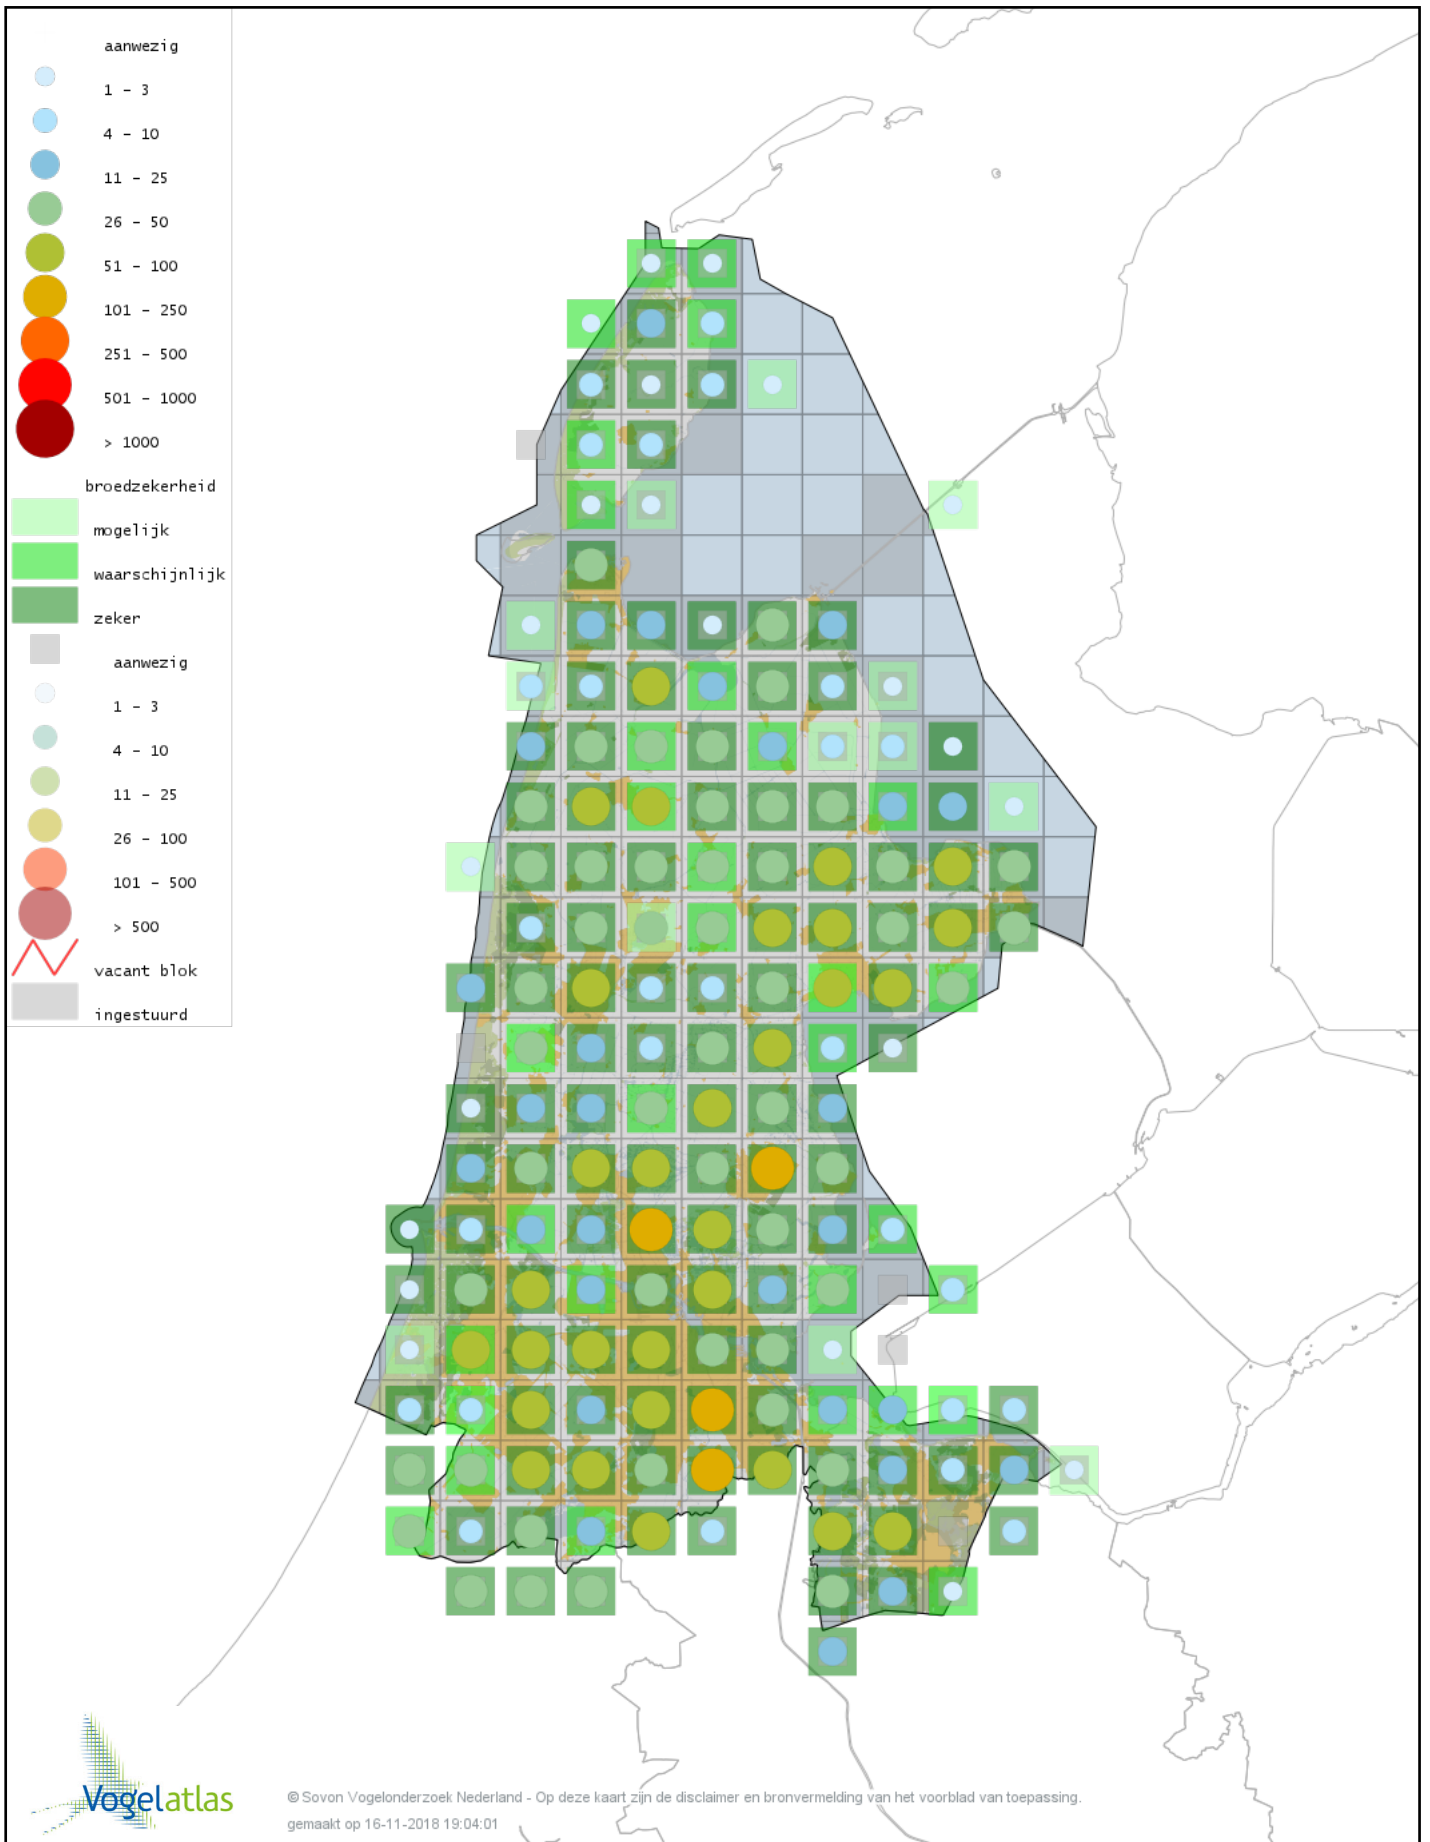 aanwezig
1 - 3
4 - 10
11 - 25
26 - 50
51 - 100
101 - 250
251 - 500
501 - 1000
> 1000
broedzekerheid
mogelijk
waarschijnlijk
zeker
aanwezig
1 - 3
4 - 10
11 - 25
26 - 100
101 - 500
> 500
vacant blok
ingestuurd
Vogelatlas
© Sovon Vogelonderzoek Nederland - Op deze kaart zijn de disclaimer en bronvermelding van het voorblad van toepassing.
gemaakt op 16-11-2018 19:04:01